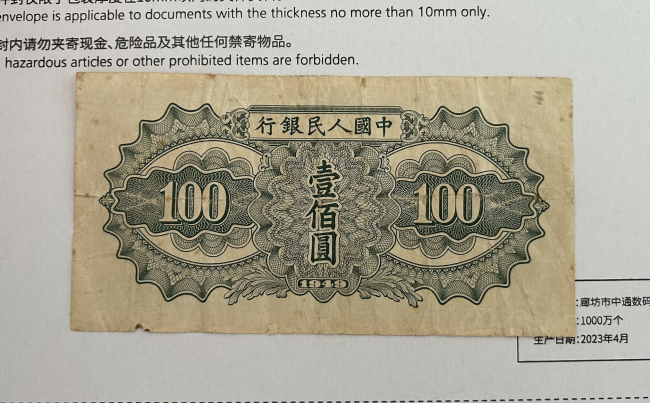 envelope is applicable to documents with the thickness no more than 10mm only.
封内请勿夹寄现金、危险品及其他任何禁寄物品。
hazardous articles or other prohibited items are forbidden.
行銀民人國中
100
壹佰圓
100
1949
:廊坊市中通数码
:1000万个
生产日期:2023年4月